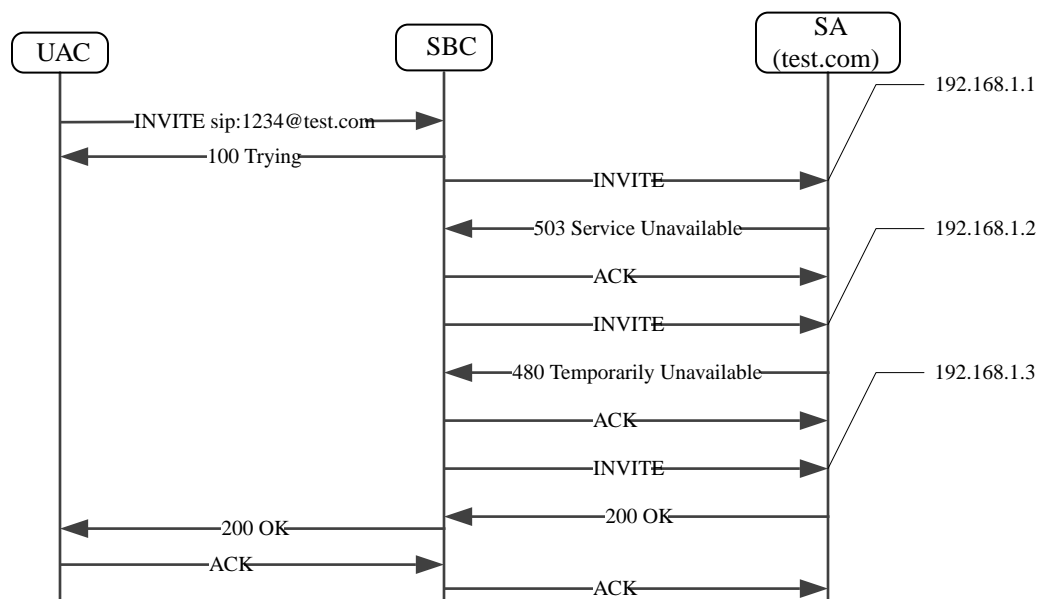 UAC
SBC
SA
(test.com)
192.168.1.1
INVITE sip:1234@test.com
100 Trying
INVITE
503 Service Unavailable
192.168.1.2
ACK
INVITE
480 Temporarily Unavailable
192.168.1.3
ACK
INVITE
200 OK
200 OK
ACK
ACK